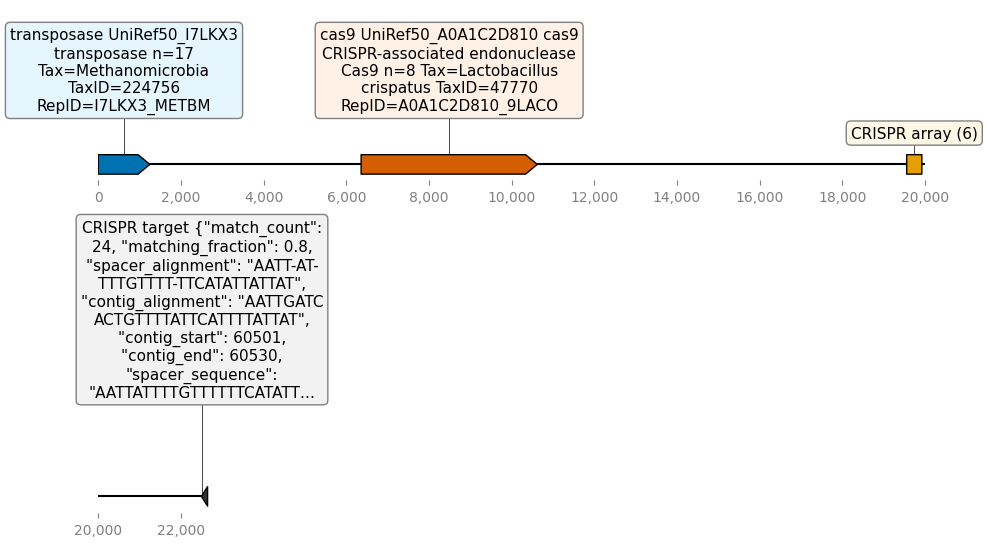 transposase UniRef50_I7LKX3
transposase n=17
Tax=Methanomicrobia
TaxID=224756
RepID=I7LKX3_METBM
cas9 UniRef50_A0A1C2D810 cas9
CRISPR-associated endonuclease
Cas9 n=8 Tax=Lactobacillus
crispatus TaxID=47770
RepID=A0A1C2D810_9LACO
CRISPR array (6)
0
2,000
4,000
6,000
8,000
10,000
12,000
14,000
16,000
18,000
20,000
CRISPR target {"match_count":
24, "matching_fraction": 0.8,
"spacer_alignment": "AATT-AT-
TTTGTTTT-TTCATATTATTAT",
"contig_alignment": "AATTGATC
ACTGTTTTATTCATTTTATTAT",
"contig_start": 60501,
"contig_end": 60530,
"spacer_sequence":
"AATTATTTTGTTTTTTCATATT...
20,000
22,000